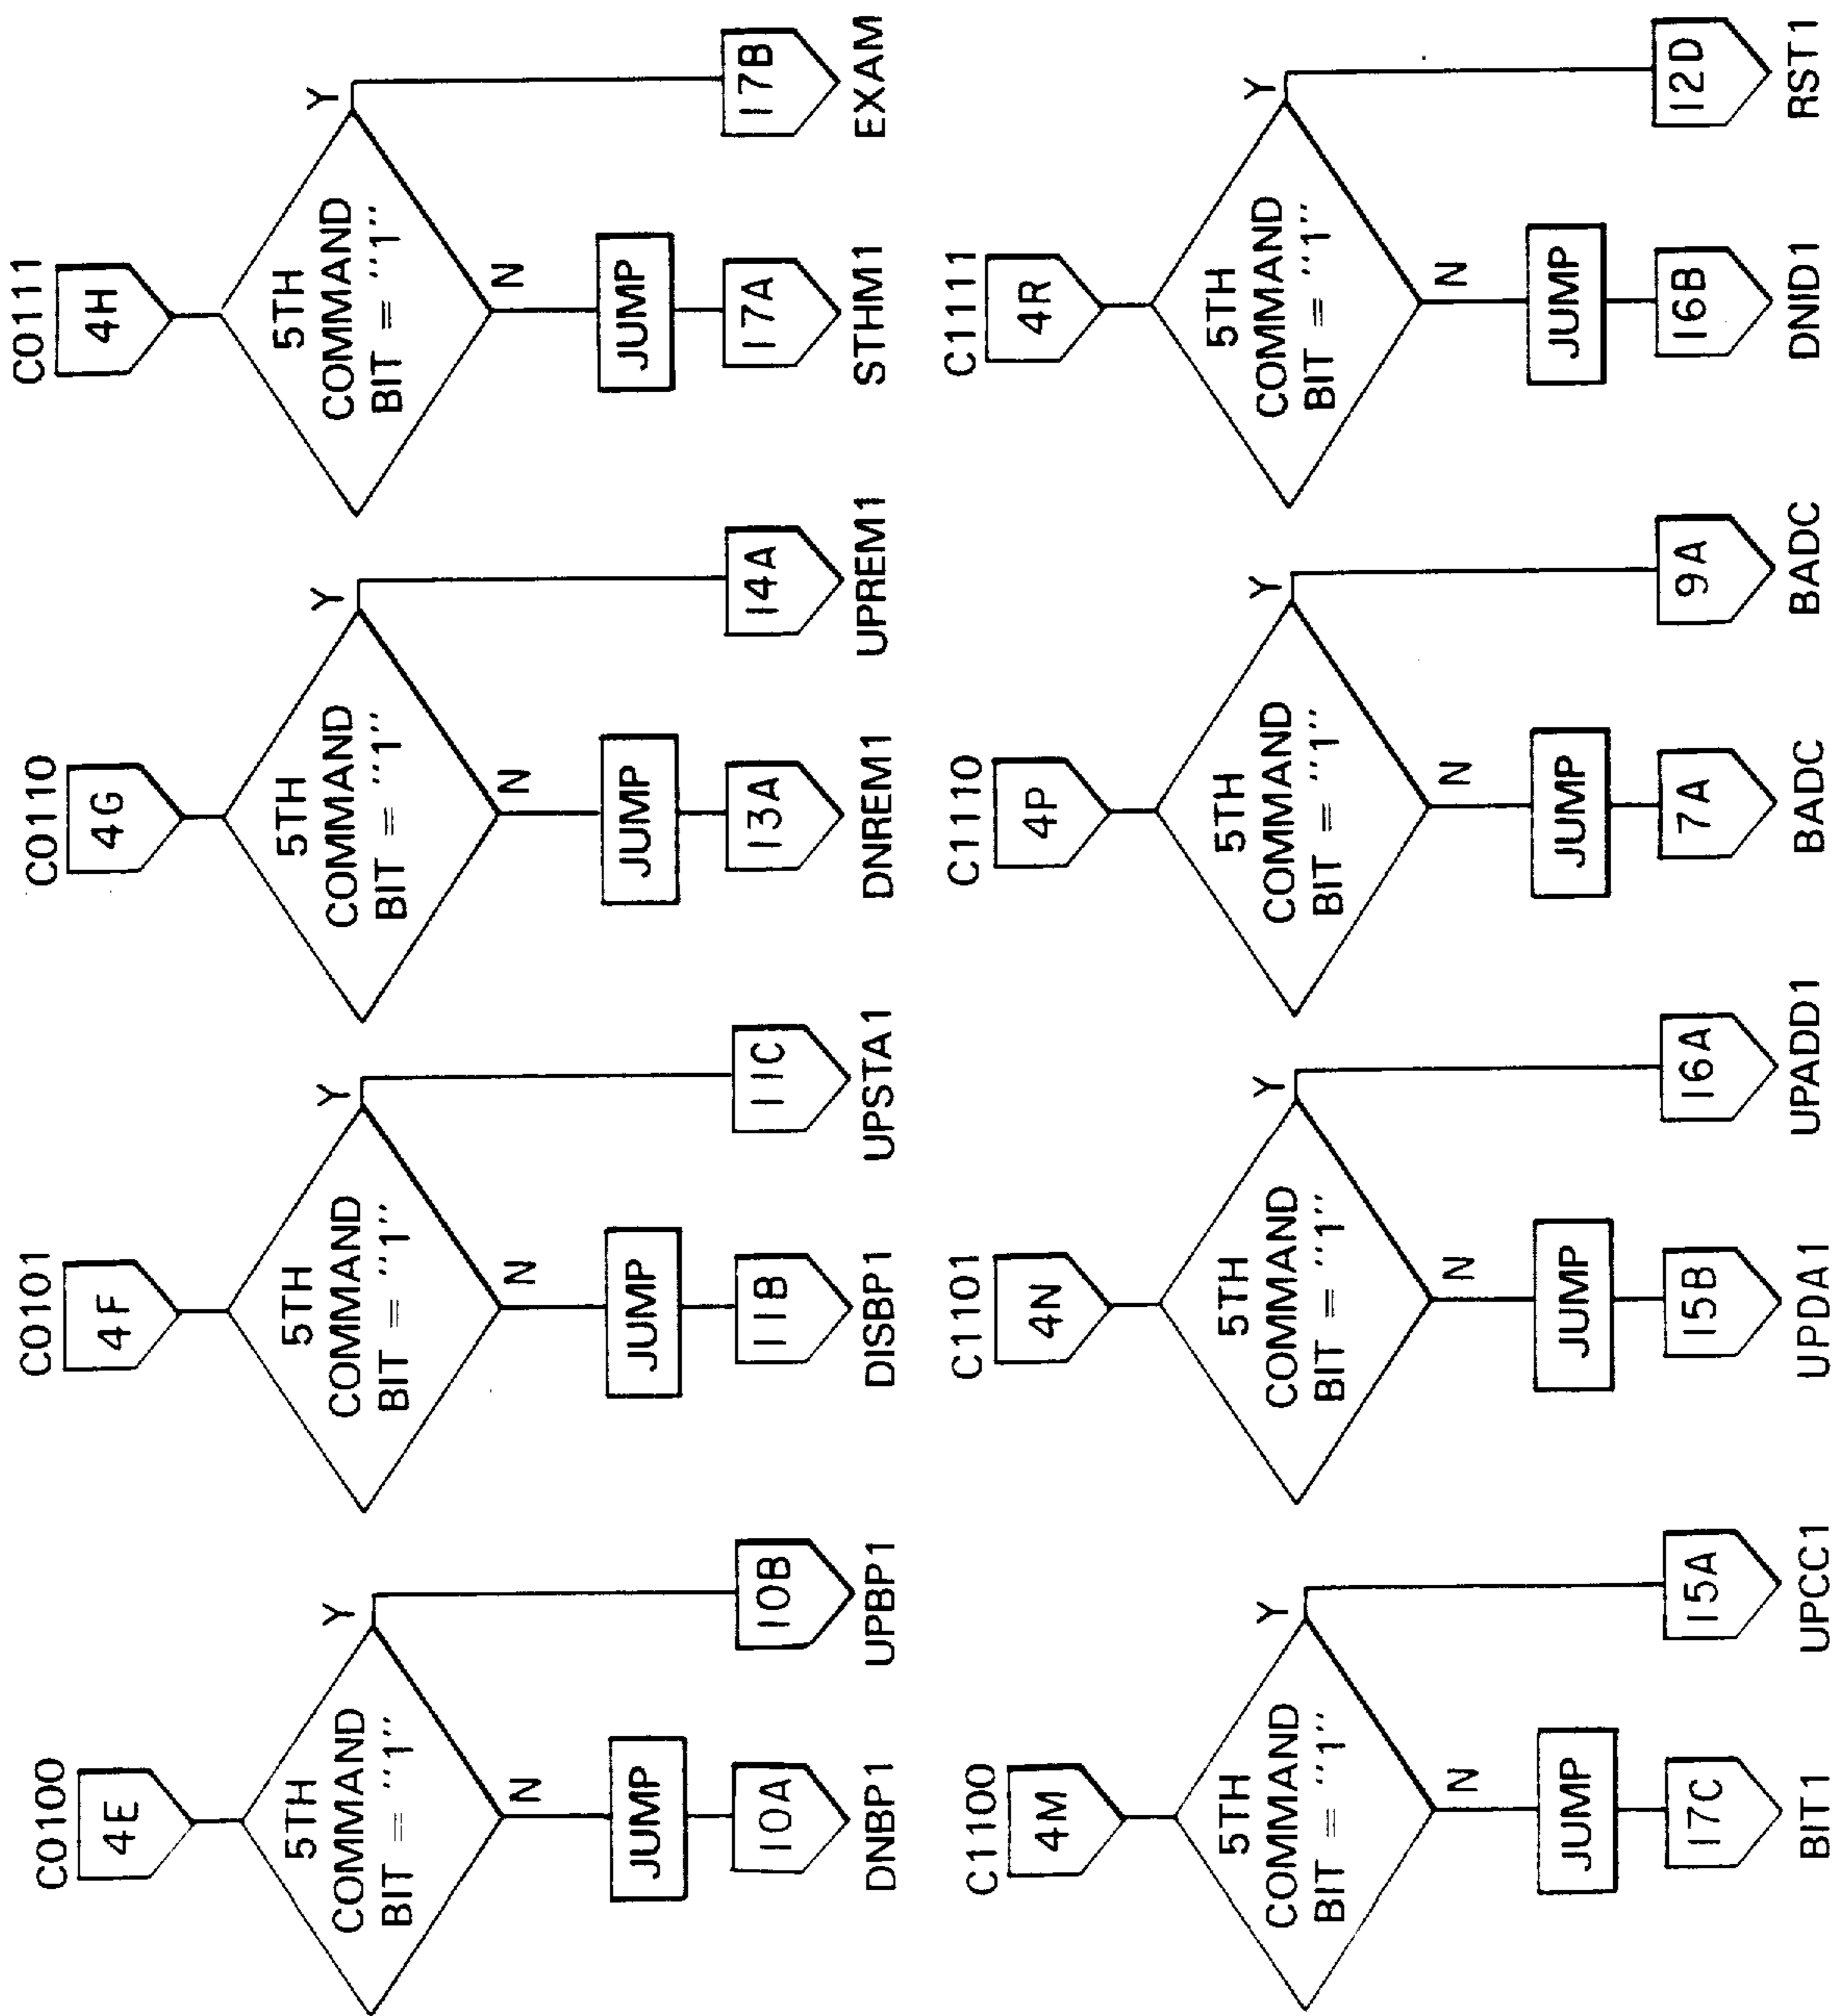 C0100
4E
5TH
COMMAND
BIT = "1"
Y
N
JUMP
10A
DNBP1
10B
UPBP1
C0101
4F
5TH
COMMAND
BIT = "1"
Y
N
JUMP
11B
DISBP1
11C
UPSTA1
C0110
4G
5TH
COMMAND
BIT = "1"
Y
N
JUMP
13A
DNREM1
14A
UPREM1
C0111
4H
5TH
COMMAND
BIT = "1"
Y
N
JUMP
17A
STHM1
17B
EXAM
C1100
4M
5TH
COMMAND
BIT = "1"
Y
N
JUMP
17C
BIT1
15A
UPCC1
C1101
4N
5TH
COMMAND
BIT = "1"
Y
N
JUMP
15B
UPDA1
16A
UPADD1
C1110
4P
5TH
COMMAND
BIT = "1"
Y
N
JUMP
7A
BADC
9A
BADC
C1111
4R
5TH
COMMAND
BIT = "1"
Y
N
JUMP
16B
DNID1
12D
RST1